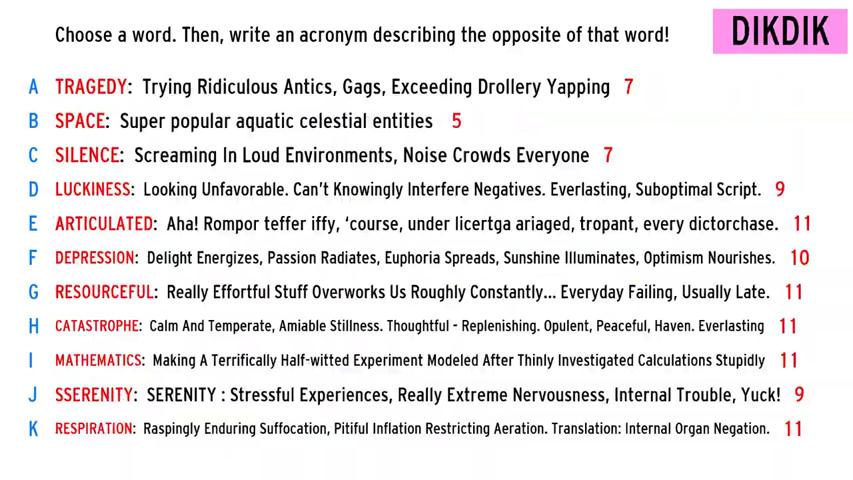 Choose a word. Then, write an acronym describing the opposite of that word!
DIKDIK
A TRAGEDY: Trying Ridiculous Antics, Gags, Exceeding Drollery Yapping 7
B SPACE: Super popular aquatic celestial entities 5
C SILENCE: Screaming In Loud Environments, Noise Crowds Everyone 7
D LUCKINESS: Looking Unfavorable. Can't Knowingly Interfere Negatives. Everlasting, Suboptimal Script. 9
E ARTICULATED: Aha! Rompor teffer iffy, 'course, under licertga ariaged, tropant, every dictorchase. 11
F DEPRESSION: Delight Energizes, Passion Radiates, Euphoria Spreads, Sunshine Illuminates, Optimism Nourishes. 10
G RESOURCEFUL: Really Effortful Stuff Overworks Us Roughly Constantly... Everyday Failing, Usually Late. 11
H CATASTROPHE: Calm And Temperate, Amiable Stillness. Thoughtful - Replenishing. Opulent, Peaceful, Haven. Everlasting 11
I MATHEMATICS: Making A Terrifically Half-witted Experiment Modeled After Thinly Investigated Calculations Stupidly 11
J SSERENITY: SERENITY : Stressful Experiences, Really Extreme Nervousness, Internal Trouble, Yuck! 9
K RESPIRATION: Raspingly Enduring Suffocation, Pitiful Inflation Restricting Aeration. Translation: Internal Organ Negation. 11